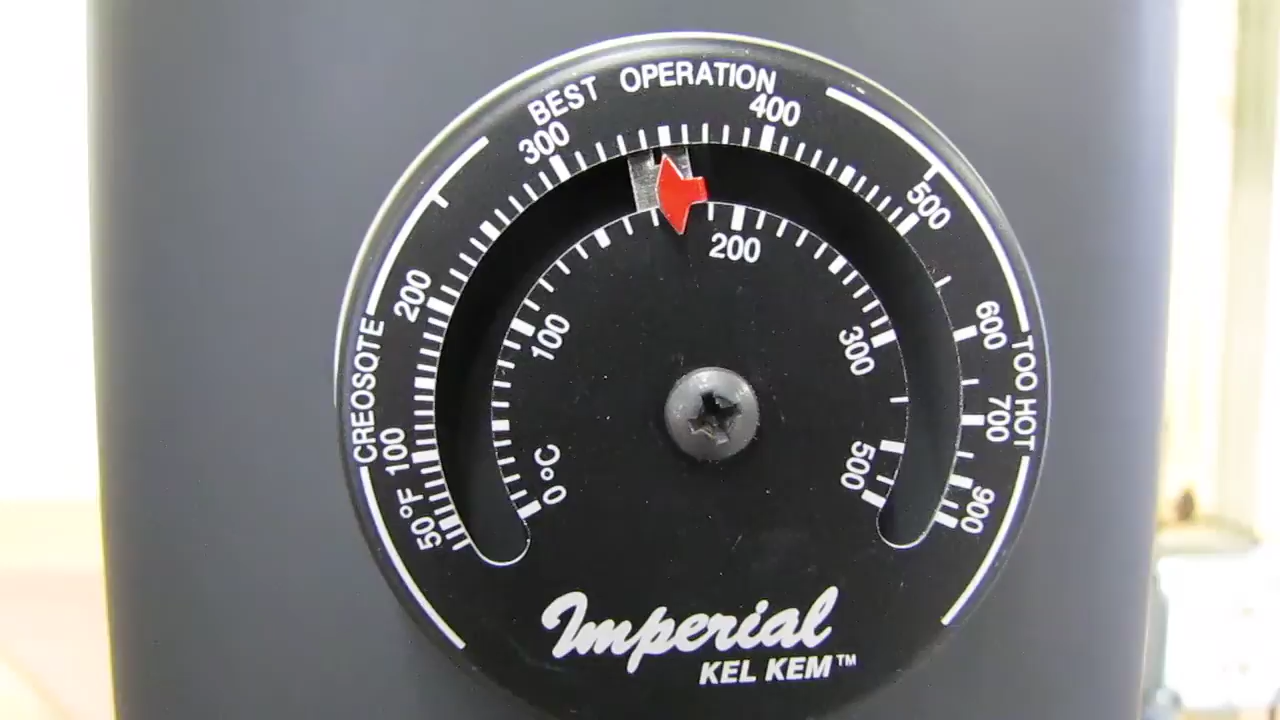 BEST OPERATION
CREOSOTE
TOO HOT
50°F 100 200 300 400 500 600 700 900
0 °C 100 200 300 500
Imperial
KEL KEM™